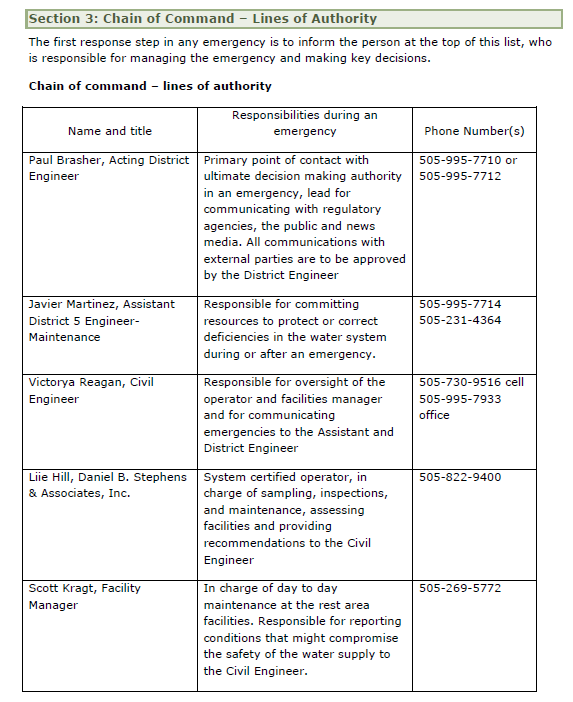 Section 3: Chain of Command – Lines of Authority
The first response step in any emergency is to inform the person at the top of this list, who
is responsible for managing the emergency and making key decisions.
Chain of command – lines of authority
Name and title
Responsibilities during an
emergency
Phone Number(s)
Paul Brasher, Acting District
Engineer
Primary point of contact with
ultimate decision making authority
in an emergency, lead for
communicating with regulatory
agencies, the public and news
media. All communications with
external parties are to be approved
by the District Engineer
505-995-7710 or
505-995-7712
Javier Martinez, Assistant
District 5 Engineer-
Maintenance
Responsible for committing
resources to protect or correct
deficiencies in the water system
during or after an emergency.
505-995-7714
505-231-4364
Victorya Reagan, Civil
Engineer
Responsible for oversight of the
operator and facilities manager
and for communicating
emergencies to the Assistant and
District Engineer
505-730-9516 cell
505-995-7933
office
Liie Hill, Daniel B. Stephens
& Associates, Inc.
System certified operator, in
charge of sampling, inspections,
and maintenance, assessing
facilities and providing
recommendations to the Civil
Engineer
505-822-9400
Scott Kragt, Facility
Manager
In charge of day to day
maintenance at the rest area
facilities. Responsible for reporting
conditions that might compromise
the safety of the water supply to
the Civil Engineer.
505-269-5772